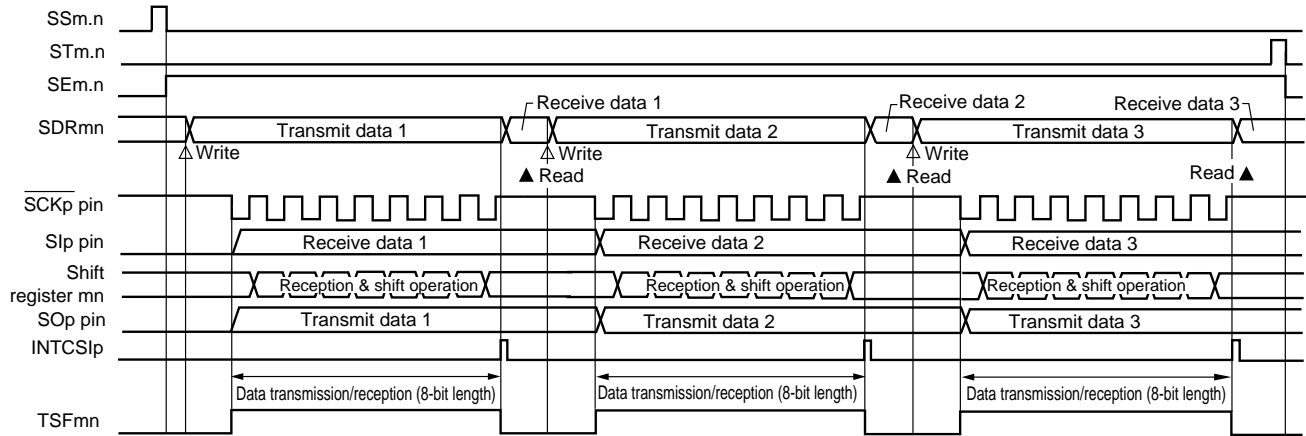 SSm.n
STm.n
SEm.n
Receive data 1
Receive data 2
Receive data 3
SDRmn
Transmit data 1
Transmit data 2
Transmit data 3
Write
Write
Write
▲ Read
▲ Read
Read ▲
SCKp pin
SIp pin
Receive data 1
Receive data 2
Receive data 3
Shift
register mn
Reception & shift operation
Reception & shift operation
Reception & shift operation
SOp pin
Transmit data 1
Transmit data 2
Transmit data 3
INTCSIp
Data transmission/reception (8-bit length)
Data transmission/reception (8-bit length)
Data transmission/reception (8-bit length)
TSFmn